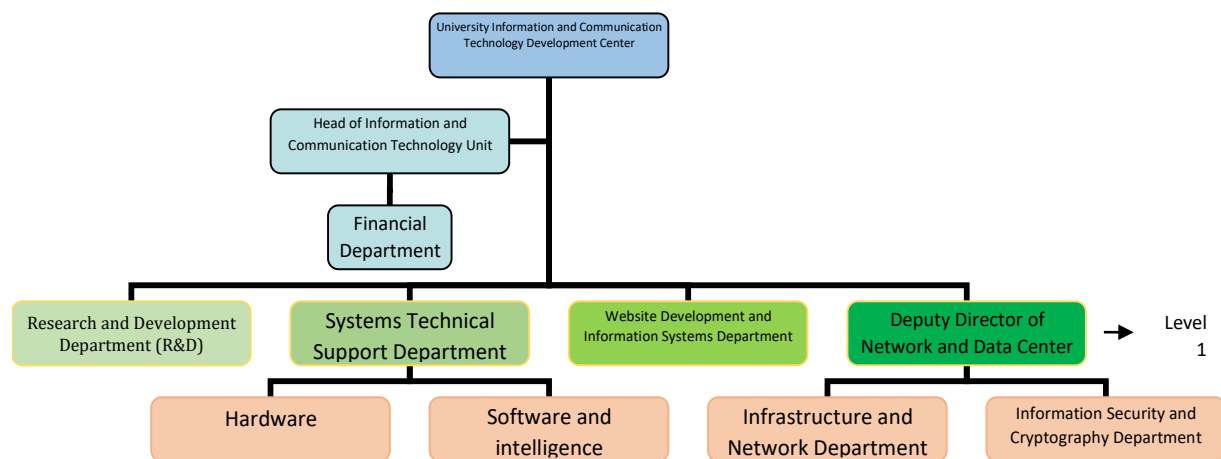 University Information and Communication
Technology Development Center
Head of Information and
Communication Technology Unit
Financial
Department
Research and Development
Department (R&D)
Systems Technical
Support Department
Website Development and
Information Systems Department
Deputy Director of
Network and Data Center
Level
1
Hardware
Software and
intelligence
Infrastructure and
Network Department
Information Security and
Cryptography Department